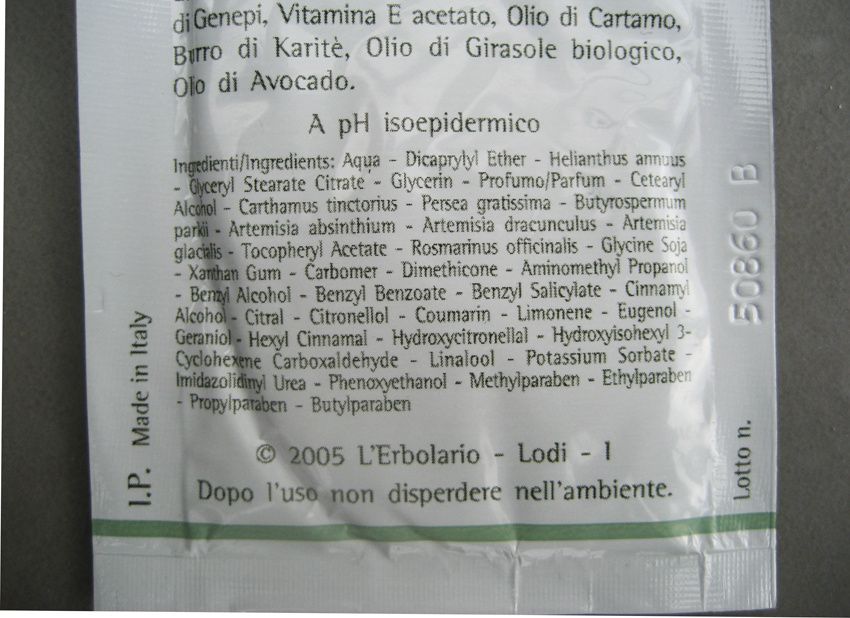 di Genepì, Vitamina E acetato, Olio di Cartamo,
Burro di Karitè, Olio di Girasole biologico,
Olio di Avocado.
A pH isoepidermico
Ingredienti/Ingredients: Aqua - Dicaprylyl Ether - Helianthus annuus
- Glyceryl Stearate Citrate - Glycerin - Profumo/Parfum - Cetearyl
Alcohol - Carthamus tinctorius - Persea gratissima - Butyrospermum
parkii - Artemisia absinthium - Artemisia dracunculus - Artemisia
glacialis - Tocopheryl Acetate - Rosmarinus officinalis - Glycine Soja
- Xanthan Gum - Carbomer - Dimethicone - Aminomethyl Propanol
- Benzyl Alcohol - Benzyl Benzoate - Benzyl Salicylate - Cinnamyl
Alcohol - Citral - Citronellol - Coumarin - Limonene - Eugenol -
Geraniol - Hexyl Cinnamal - Hydroxycitronellal - Hydroxyisohexyl 3-
Cyclohexene Carboxaldehyde - Linalool - Potassium Sorbate -
Imidazolidinyl Urea - Phenoxyethanol - Methylparaben - Ethylparaben
- Propylparaben - Butylparaben
© 2005 L'Erbolario - Lodi - I
Dopo l'uso non disperdere nell'ambiente.
I.P. Made in Italy
Lotto n. 50860 B